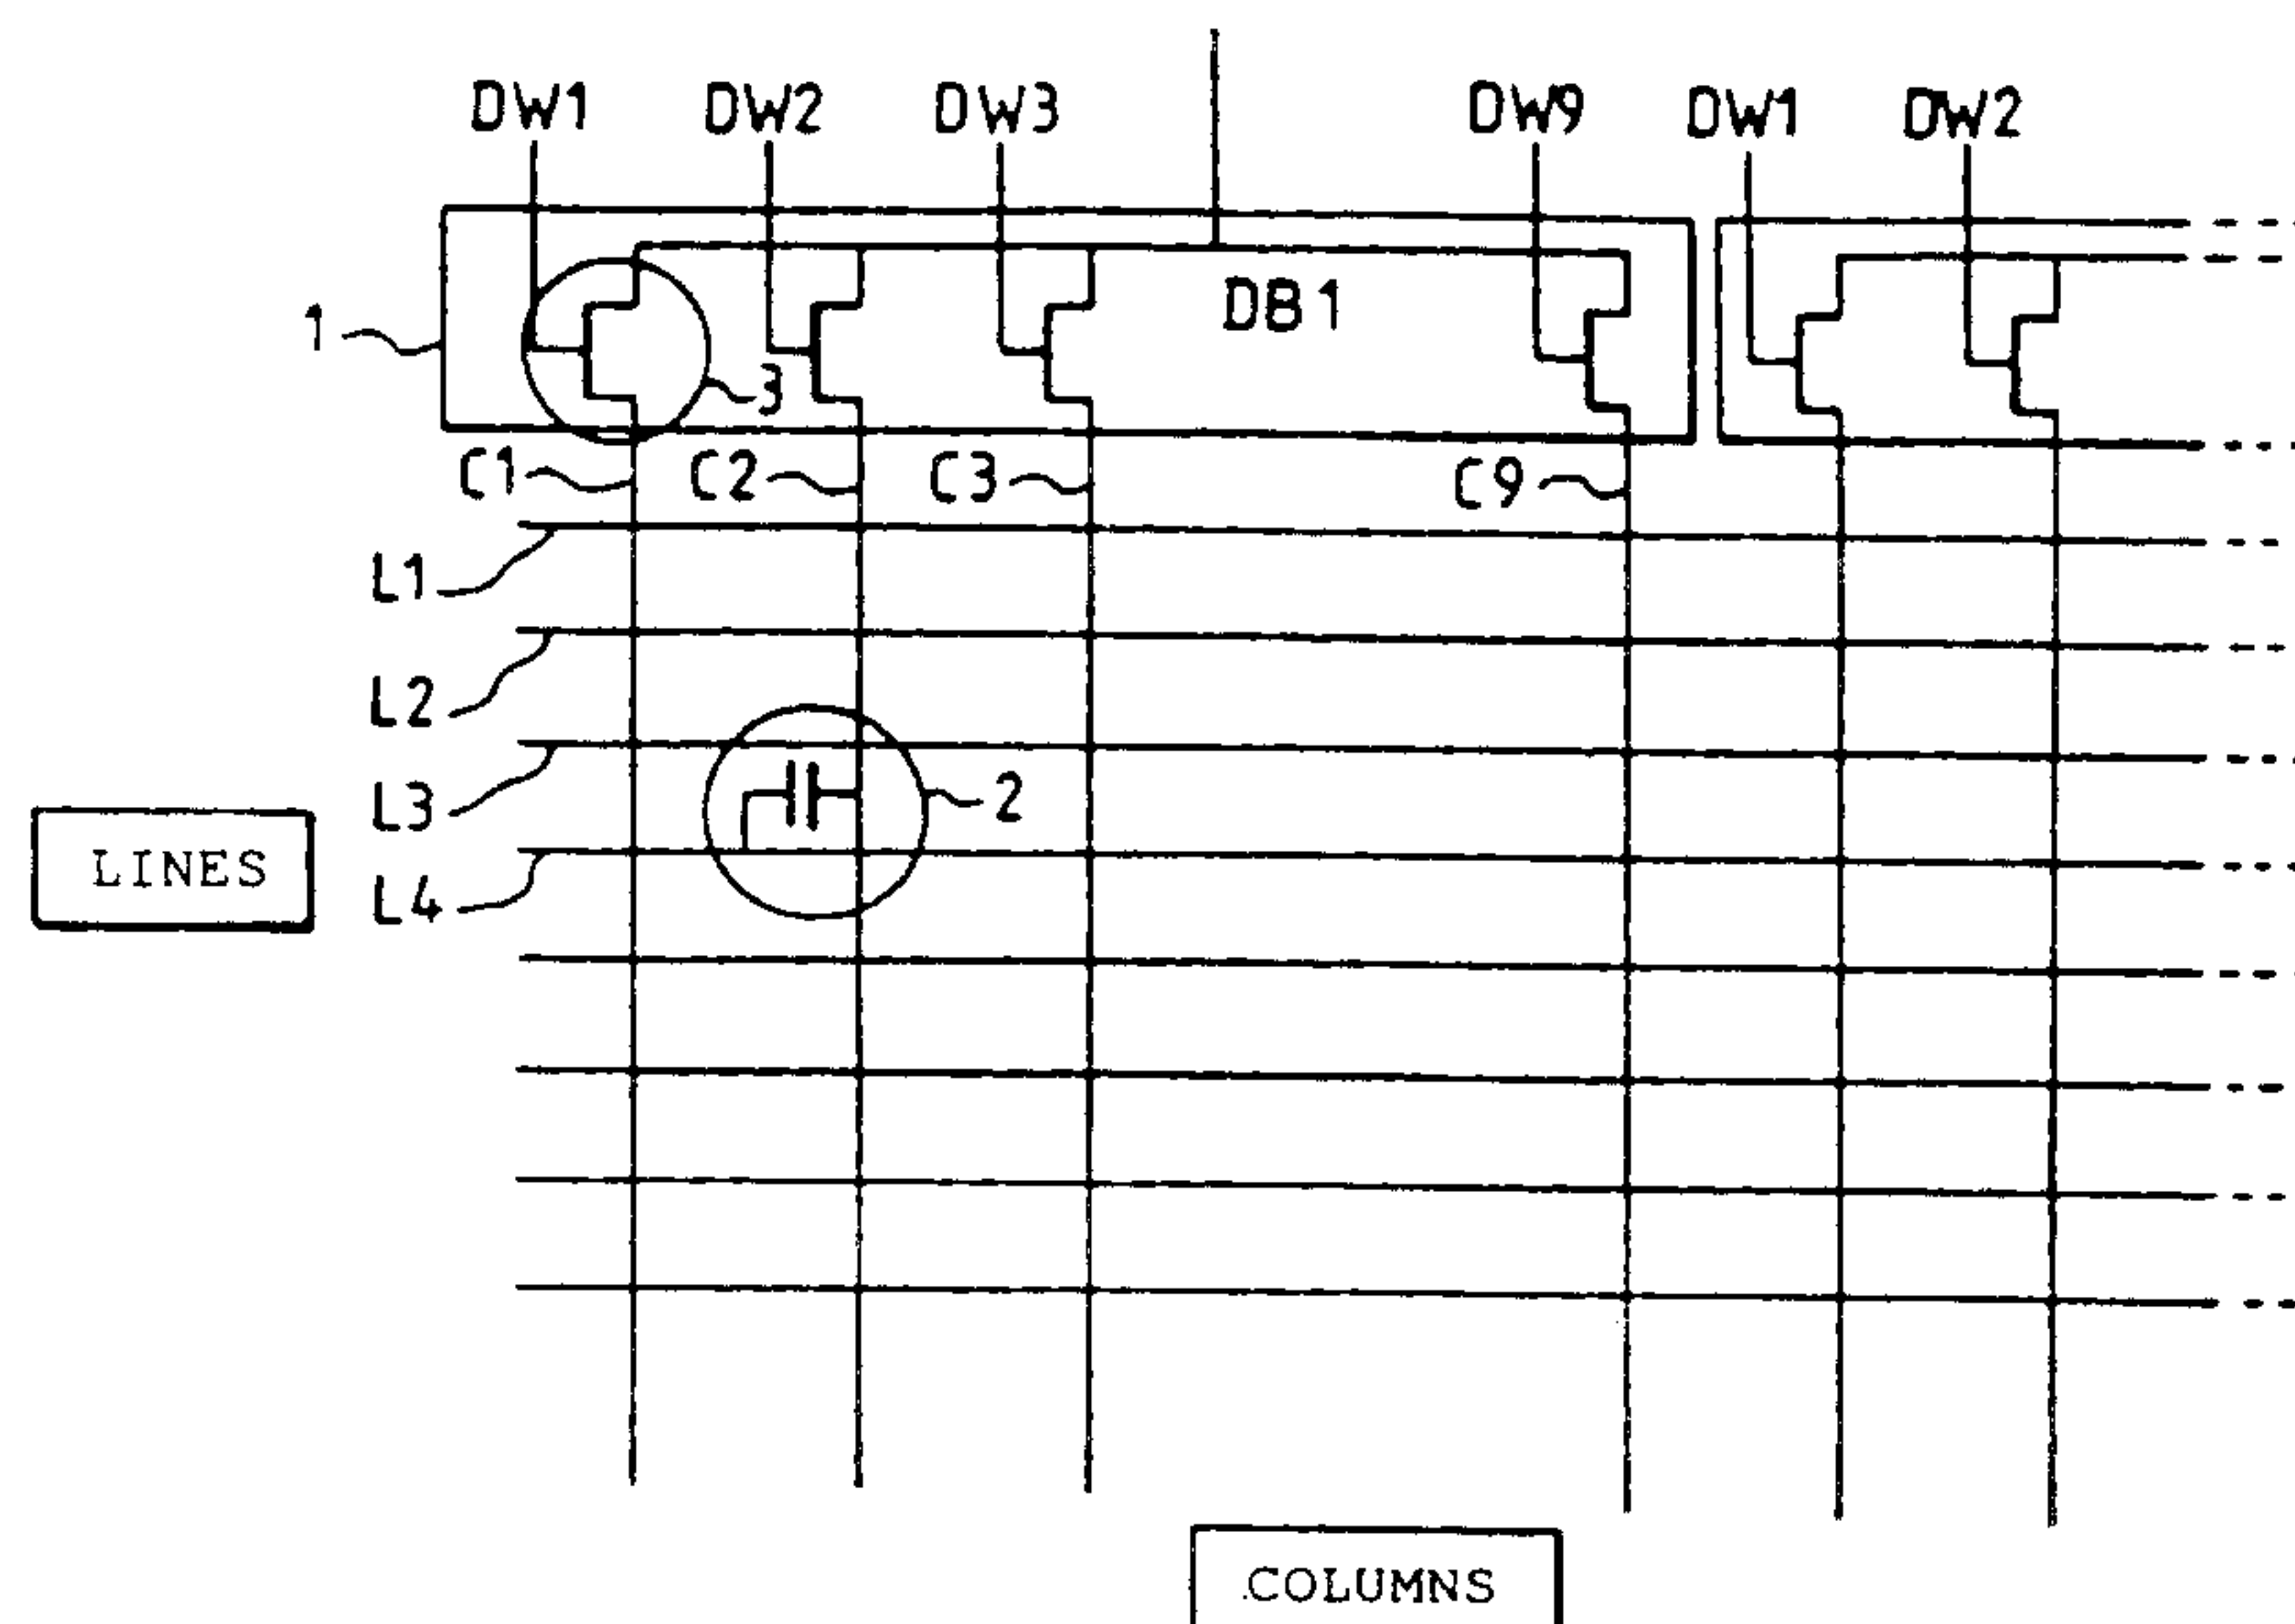 DW1 DW2 DW3 DW9 DW1 DW2
1
DB1
3
C1 C2 C3 C9
L1
L2
L3
2
LINES
L4
COLUMNS